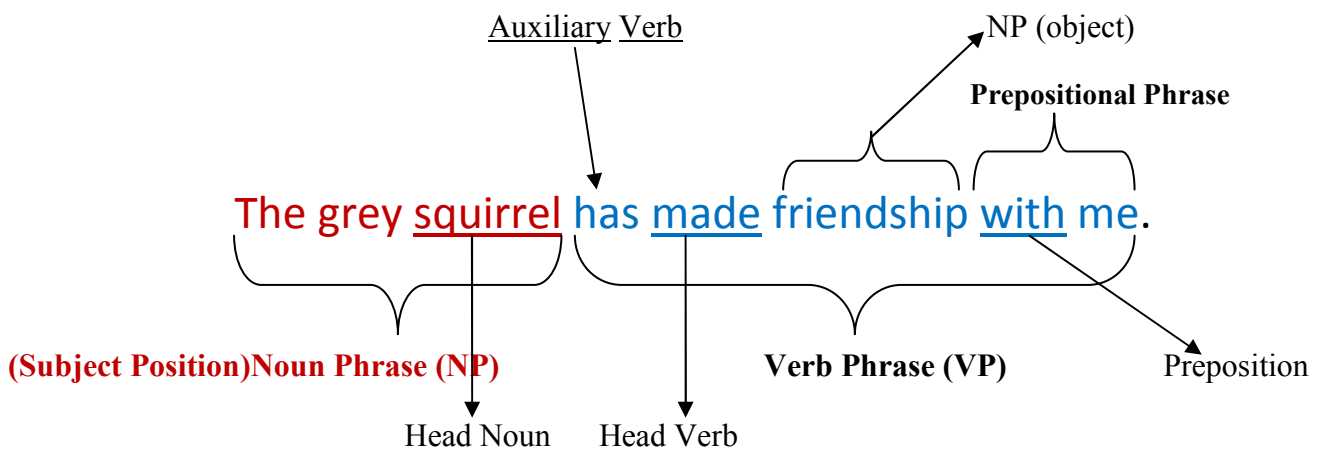 Auxiliary Verb
NP (object)
Prepositional Phrase
The grey squirrel has made friendship with me.
(Subject Position)Noun Phrase (NP)
Verb Phrase (VP)
Preposition
Head Noun
Head Verb